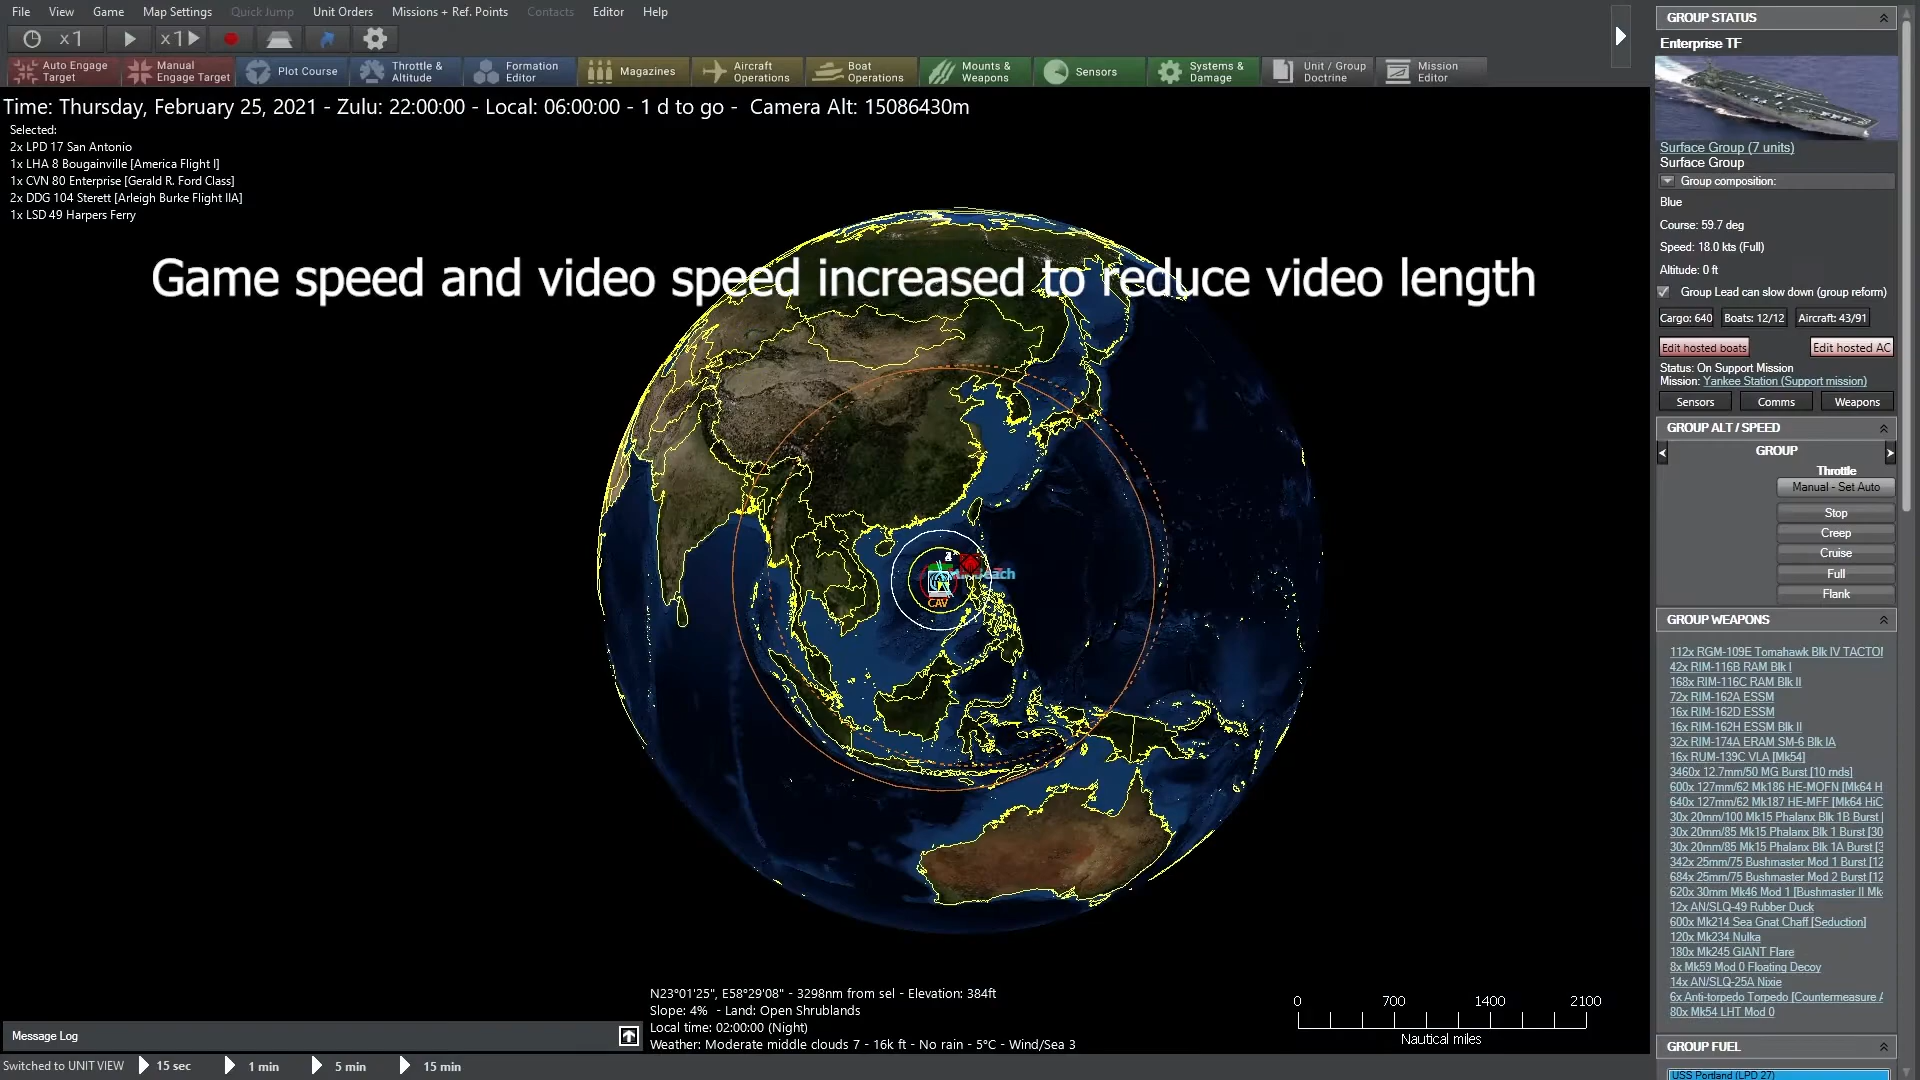 File View Game Map Settings Quick Jump Unit Orders Missions + Ref. Points Contacts Editor Help
x1 x1
Auto Engage Target
Manual Engage Target
Plot Course
Throttle & Altitude
Formation Editor
Magazines
Aircraft Operations
Boat Operations
Mounts & Weapons
Sensors
Systems & Damage
Unit / Group Doctrine
Mission Editor
Time: Thursday, February 25, 2021 - Zulu: 22:00:00 - Local: 06:00:00 - 1 d to go - Camera Alt: 15086430m
Selected:
2x LPD 17 San Antonio
1x LHA 8 Bougainville [America Flight I]
1x CVN 80 Enterprise [Gerald R. Ford Class]
2x DDG 104 Sterett [Arleigh Burke Flight IIA]
1x LSD 49 Harpers Ferry
Game speed and video speed increased to reduce video length
CAV
N23°01'25", E58°29'08" - 3298nm from sel - Elevation: 384ft
Slope: 4% - Land: Open Shrublands
Local time: 02:00:00 (Night)
Weather: Moderate middle clouds 7 - 16k ft - No rain - 5°C - Wind/Sea 3
0 700 1400 2100
Nautical miles
Message Log
Switched to UNIT VIEW 15 sec 1 min 5 min 15 min
GROUP STATUS
Enterprise TF
Surface Group (7 units)
Surface Group
Group composition:
Blue
Course: 59.7 deg
Speed: 18.0 kts (Full)
Altitude: 0 ft
Group Lead can slow down (group reform)
Cargo: 640 Boats: 12/12 Aircraft: 43/91
Edit hosted boats Edit hosted AC
Status: On Support Mission
Mission: Yankee Station (Support mission)
Sensors Comms Weapons
GROUP ALT / SPEED
GROUP
Throttle
Manual - Set Auto
Stop
Creep
Cruise
Full
Flank
GROUP WEAPONS
112x RGM-109E Tomahawk Blk IV TACTO
42x RIM-116B RAM Blk I
168x RIM-116C RAM Blk II
72x RIM-162A ESSM
16x RIM-162D ESSM
16x RIM-162H ESSM Blk II
32x RIM-174A ERAM SM-6 Blk IA
16x RUM-139C VLA [Mk54]
3460x 12.7mm/50 MG Burst [10 rnds]
600x 127mm/62 Mk186 HE-MOFN [Mk64 H
640x 127mm/62 Mk187 HE-MFF [Mk64 HiC
30x 20mm/100 Mk15 Phalanx Blk 1B Burst [
30x 20mm/85 Mk15 Phalanx Blk 1 Burst [30
30x 20mm/85 Mk15 Phalanx Blk 1A Burst [3
342x 25mm/75 Bushmaster Mod 1 Burst [12
684x 25mm/75 Bushmaster Mod 2 Burst [12
620x 30mm Mk46 Mod 1 [Bushmaster II Mk
12x AN/SLQ-49 Rubber Duck
600x Mk214 Sea Gnat Chaff [Seduction]
120x Mk234 Nulka
180x Mk245 GIANT Flare
8x Mk59 Mod 0 Floating Decoy
14x AN/SLQ-25A Nixie
6x Anti-torpedo Torpedo [Countermeasure A
80x Mk54 LHT Mod 0
GROUP FUEL
USS Portland (LPD 27)